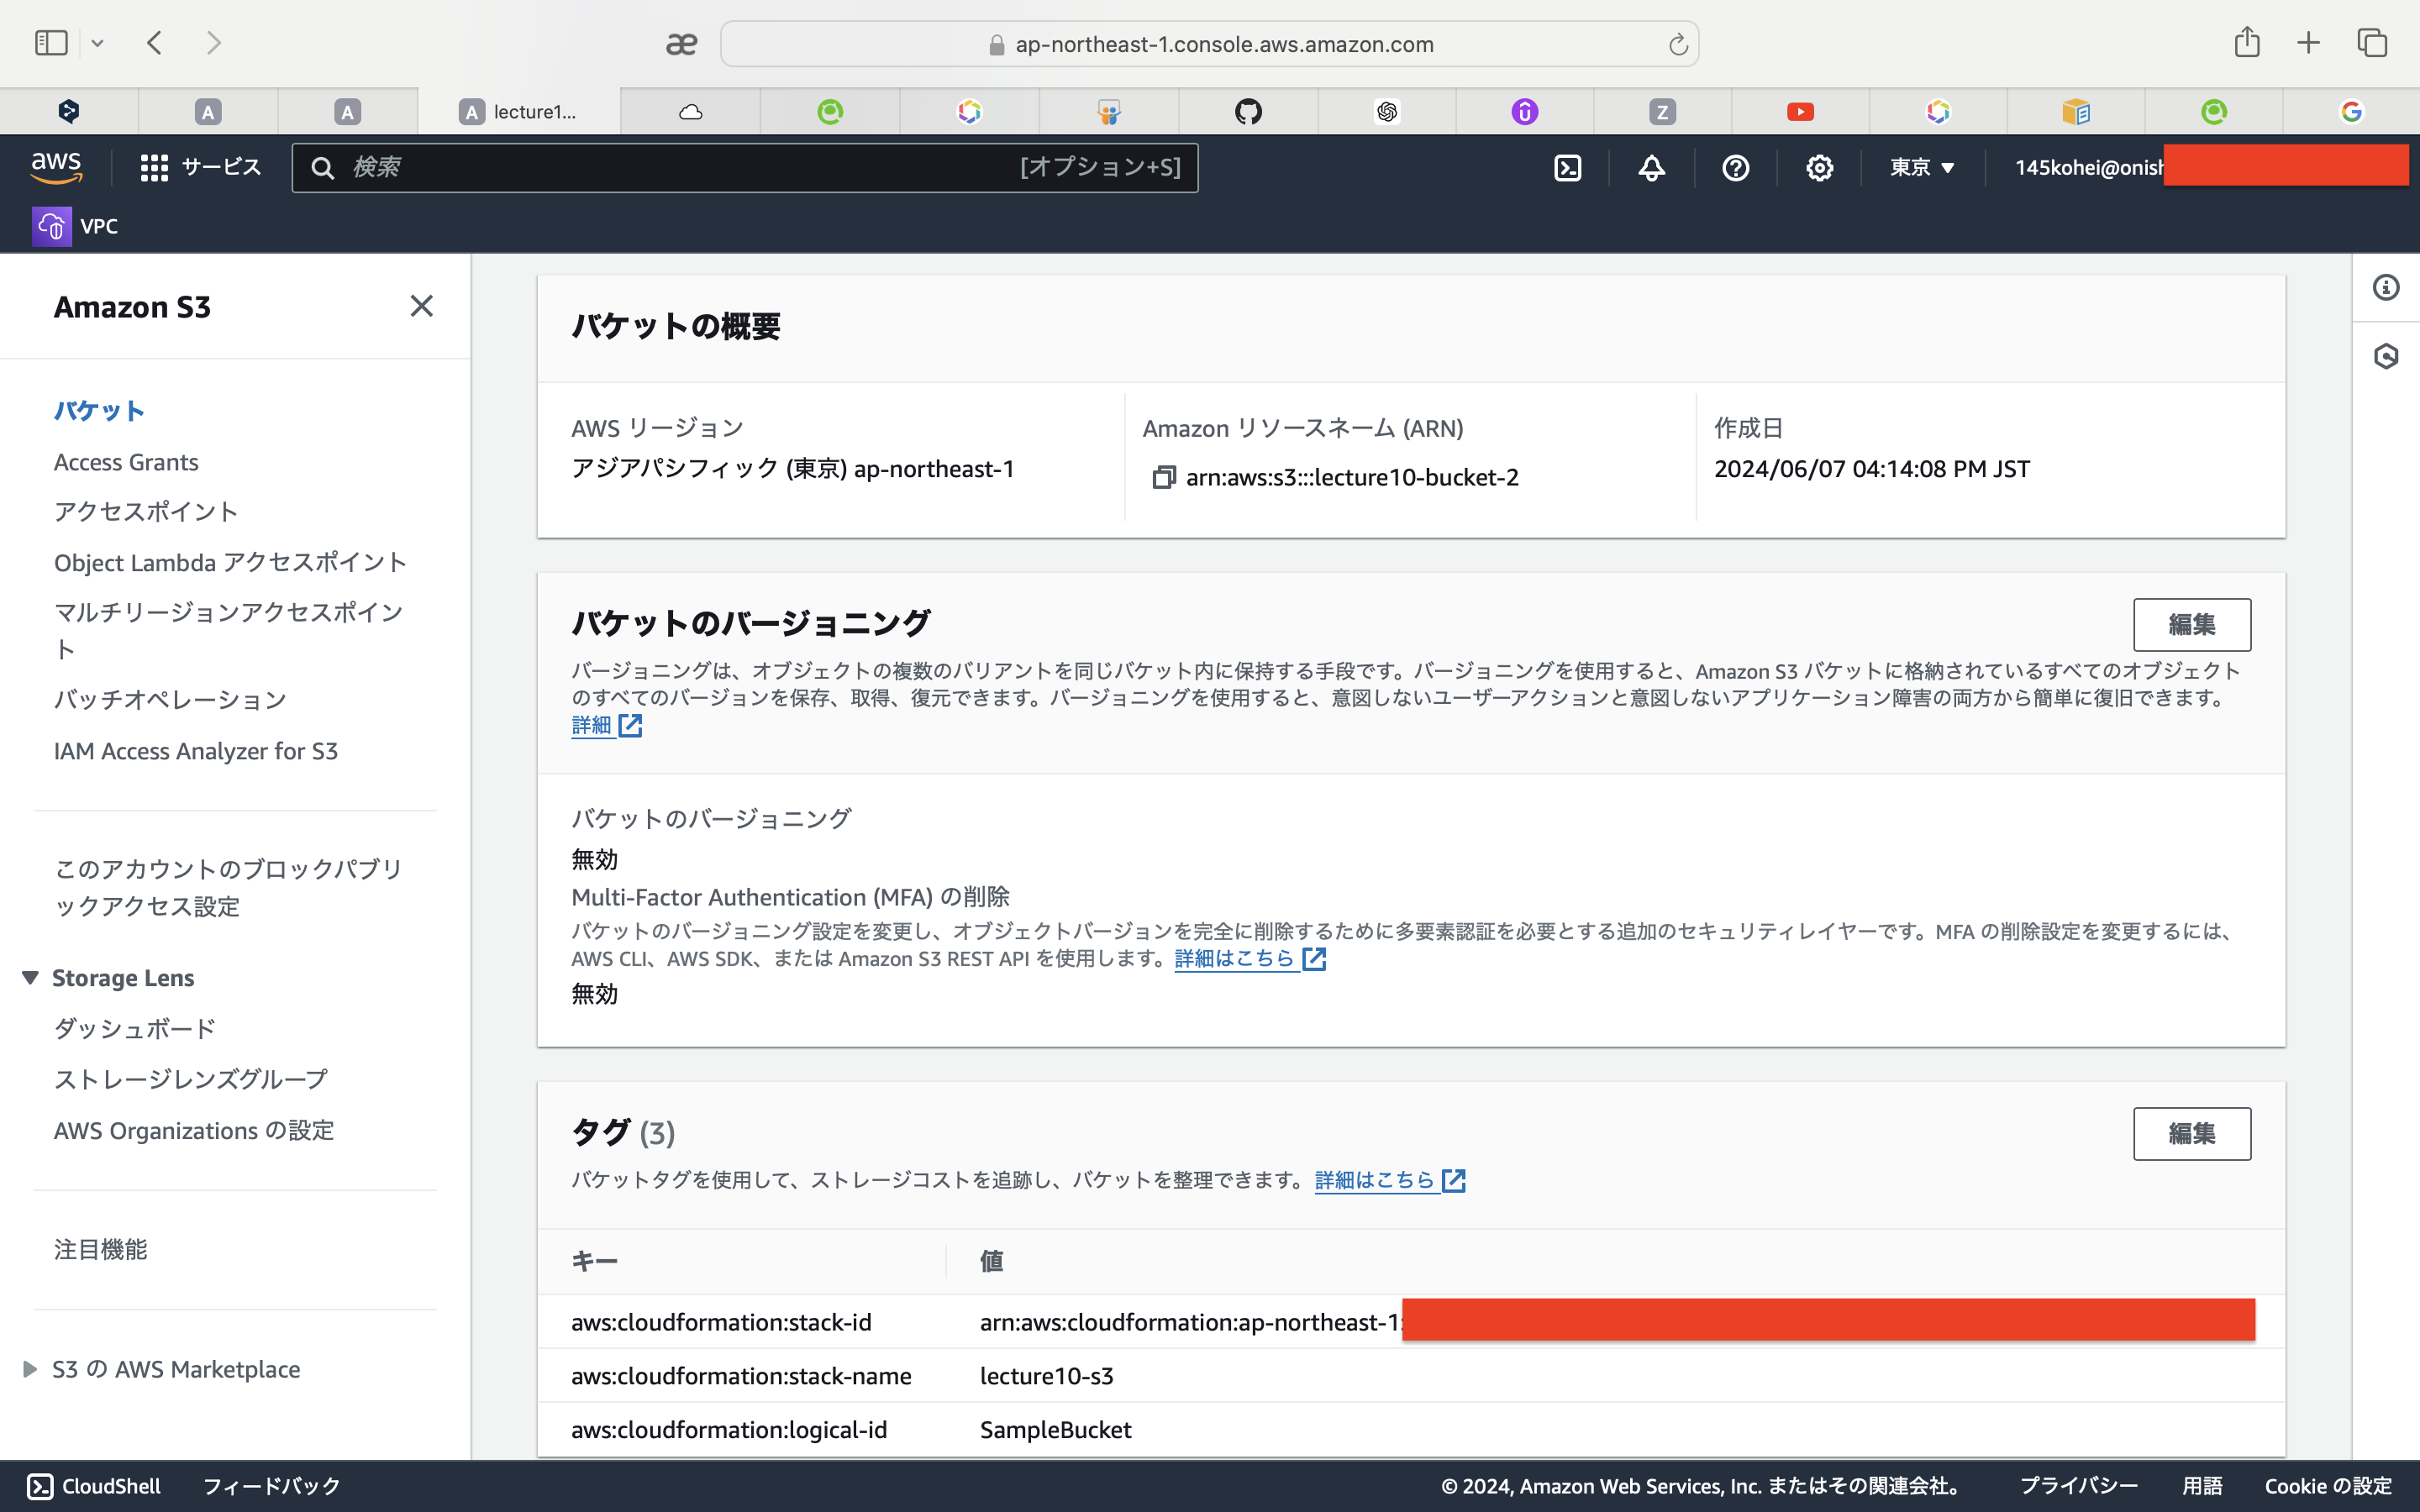 ap-northeast-1.console.aws.amazon.com
lecture1...
aws サービス 検索 [オプション+S] 東京 145kohei@onish
VPC
Amazon S3
バケット
Access Grants
アクセスポイント
Object Lambda アクセスポイント
マルチリージョンアクセスポイン
ト
バッチオペレーション
IAM Access Analyzer for S3
このアカウントのブロックパブリ
ックアクセス設定
Storage Lens
ダッシュボード
ストレージレンズグループ
AWS Organizations の設定
注目機能
S3 の AWS Marketplace
バケットの概要
AWS リージョン
アジアパシフィック (東京) ap-northeast-1
Amazon リソースネーム (ARN)
arn:aws:s3:::lecture10-bucket-2
作成日
2024/06/07 04:14:08 PM JST
バケットのバージョニング
編集
バージョニングは、オブジェクトの複数のバリアントを同じバケット内に保持する手段です。バージョニングを使用すると、Amazon S3 バケットに格納されているすべてのオブジェクト
のすべてのバージョンを保存、取得、復元できます。バージョニングを使用すると、意図しないユーザーアクションと意図しないアプリケーション障害の両方から簡単に復旧できます。
詳細
バケットのバージョニング
無効
Multi-Factor Authentication (MFA) の削除
バケットのバージョニング設定を変更し、オブジェクトバージョンを完全に削除するために多要素認証を必要とする追加のセキュリティレイヤーです。MFA の削除設定を変更するには、
AWS CLI、AWS SDK、または Amazon S3 REST API を使用します。詳細はこちら
無効
タグ (3)
編集
バケットタグを使用して、ストレージコストを追跡し、バケットを整理できます。詳細はこちら
キー 値
aws:cloudformation:stack-id arn:aws:cloudformation:ap-northeast-1:
aws:cloudformation:stack-name lecture10-s3
aws:cloudformation:logical-id SampleBucket
CloudShell フィードバック © 2024, Amazon Web Services, Inc. またはその関連会社。 プライバシー 用語 Cookie の設定